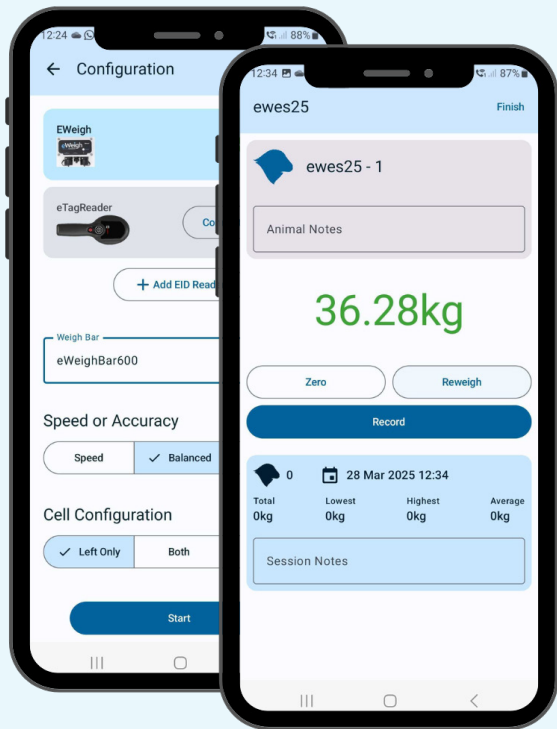 12:24
88%
Configuration
EWeigh
eWeigh
eTagReader
+ Add EID Read
Weigh Bar
eWeighBar600
Speed or Accuracy
Speed
Balanced
Cell Configuration
Left Only
Both
Start
12:34
87%
ewes25
Finish
ewes25 - 1
Animal Notes
36.28kg
Zero
Reweigh
Record
0
28 Mar 2025 12:34
Total Lowest Highest Average
0kg 0kg 0kg 0kg
Session Notes